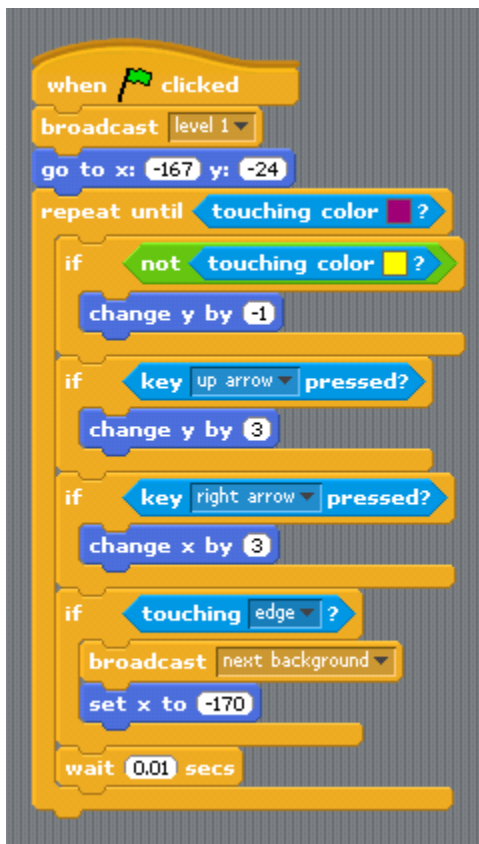 when clicked
broadcast level 1
go to x: -167 y: -24
repeat until touching color ?
if not touching color ?
change y by -1
if key up arrow pressed?
change y by 3
if key right arrow pressed?
change x by 3
if touching edge ?
broadcast next background
set x to -170
wait 0.01 secs